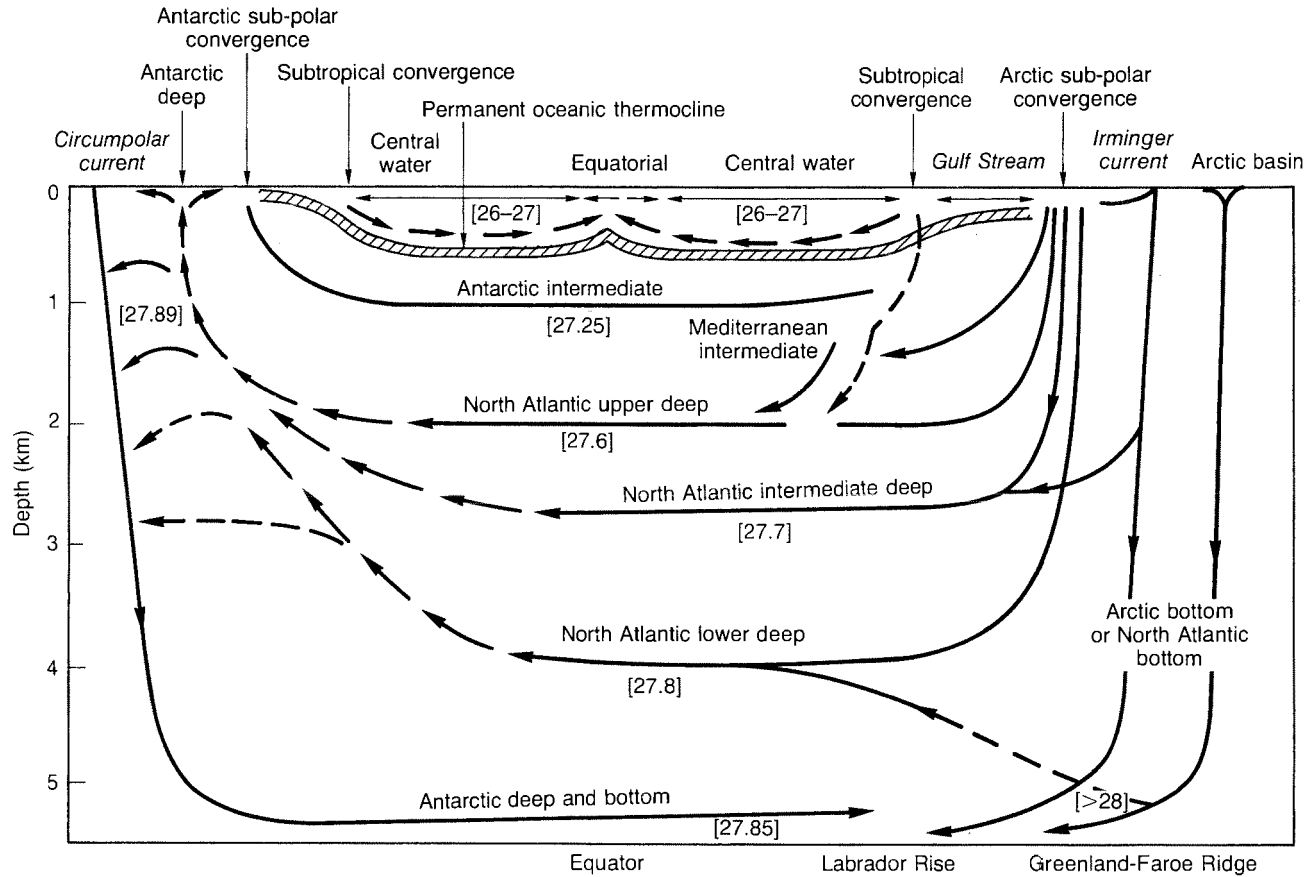 Antarctic sub-polar
convergence
Antarctic
deep
Subtropical convergence
Permanent oceanic thermocline
Subtropical
convergence
Arctic sub-polar
convergence
Circumpolar
current
Central
water
Equatorial
Central water
Gulf Stream
Irminger
current
Arctic basin
0
[26–27]
[26–27]
Antarctic intermediate
1
[27.89]
[27.25]
Mediterranean
intermediate
North Atlantic upper deep
2
[27.6]
Depth (km)
North Atlantic intermediate deep
[27.7]
3
Arctic bottom
or North Atlantic
bottom
North Atlantic lower deep
4
[27.8]
5
Antarctic deep and bottom
[>28]
[27.85]
Equator
Labrador Rise
Greenland-Faroe Ridge